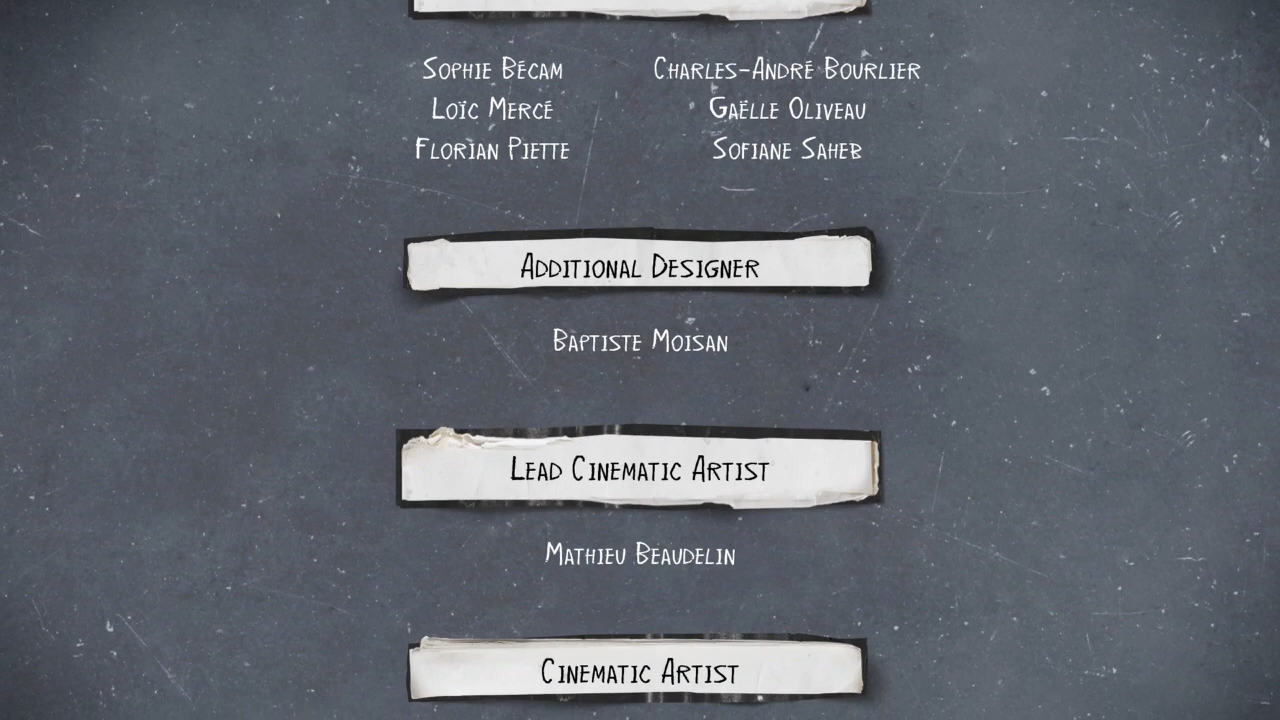 Sophie Bécam Charles-André Bourlier
Loïc Mercé Gaëlle Oliveau
Florian Piette Sofiane Saheb
Additional Designer
Baptiste Moisan
Lead Cinematic Artist
Mathieu Beaudelin
Cinematic Artist